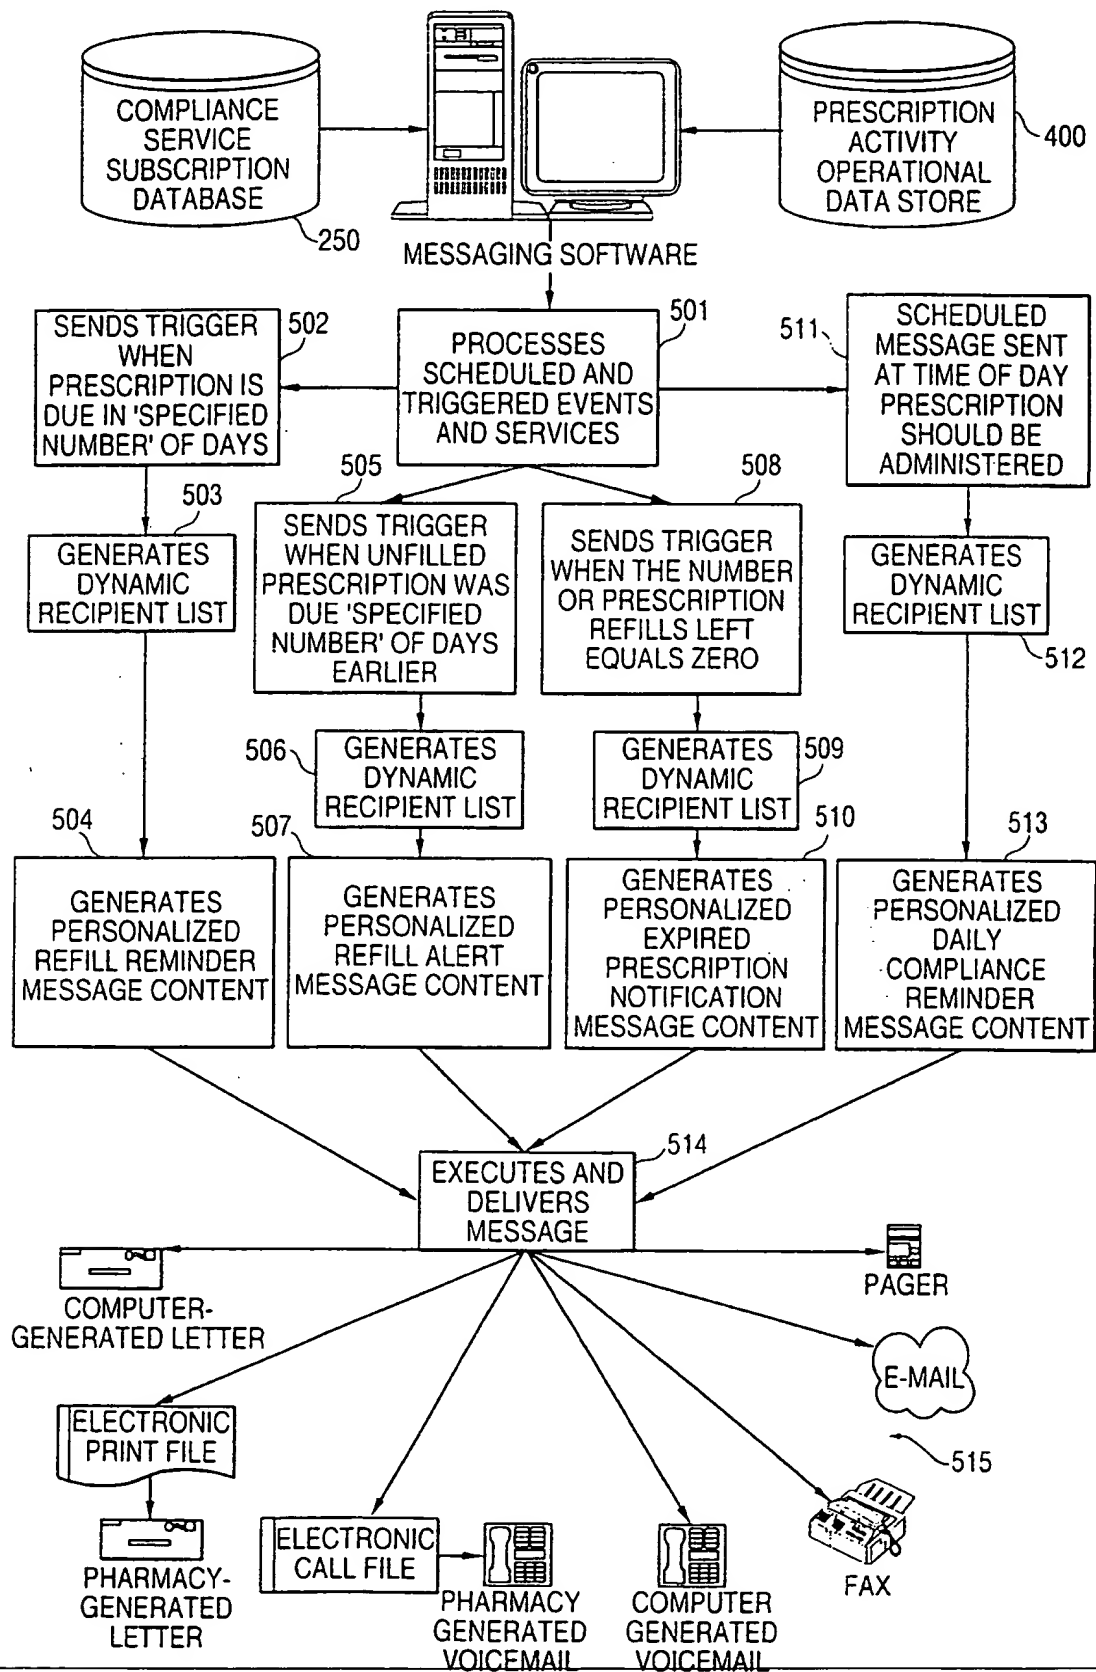 COMPLIANCE
SERVICE
SUBSCRIPTION
DATABASE
250
PRESCRIPTION
ACTIVITY
OPERATIONAL
DATA STORE
400
MESSAGING SOFTWARE
SENDS TRIGGER
WHEN
PRESCRIPTION IS
DUE IN 'SPECIFIED
NUMBER' OF DAYS
502
PROCESSES
SCHEDULED AND
TRIGGERED EVENTS
AND SERVICES
501
511
SCHEDULED
MESSAGE SENT
AT TIME OF DAY
PRESCRIPTION
SHOULD BE
ADMINISTERED
503
GENERATES
DYNAMIC
RECIPIENT LIST
505
SENDS TRIGGER
WHEN UNFILLED
PRESCRIPTION WAS
DUE 'SPECIFIED
NUMBER' OF DAYS
EARLIER
508
SENDS TRIGGER
WHEN THE NUMBER
OR PRESCRIPTION
REFILLS LEFT
EQUALS ZERO
GENERATES
DYNAMIC
RECIPIENT LIST
512
506
GENERATES
DYNAMIC
RECIPIENT LIST
GENERATES
DYNAMIC
RECIPIENT LIST
509
504
GENERATES
PERSONALIZED
REFILL REMINDER
MESSAGE CONTENT
507
GENERATES
PERSONALIZED
REFILL ALERT
MESSAGE CONTENT
510
GENERATES
PERSONALIZED
EXPIRED
PRESCRIPTION
NOTIFICATION
MESSAGE CONTENT
513
GENERATES
PERSONALIZED
DAILY
COMPLIANCE
REMINDER
MESSAGE CONTENT
514
EXECUTES AND
DELIVERS
MESSAGE
COMPUTER-
GENERATED LETTER
PAGER
E-MAIL
515
ELECTRONIC
PRINT FILE
PHARMACY-
GENERATED
LETTER
ELECTRONIC
CALL FILE
PHARMACY
GENERATED
VOICEMAIL
COMPUTER
GENERATED
VOICEMAIL
FAX